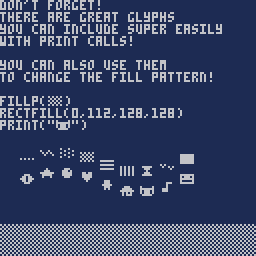 DON'T FORGET!
THERE ARE GREAT GLYPHS
YOU CAN INCLUDE SUPER EASILY
WITH PRINT CALLS!
YOU CAN ALSO USE THEM
TO CHANGE THE FILL PATTERN!
FILLP(▒)
RECTFILL(0,112,128,128)
PRINT("🐱")